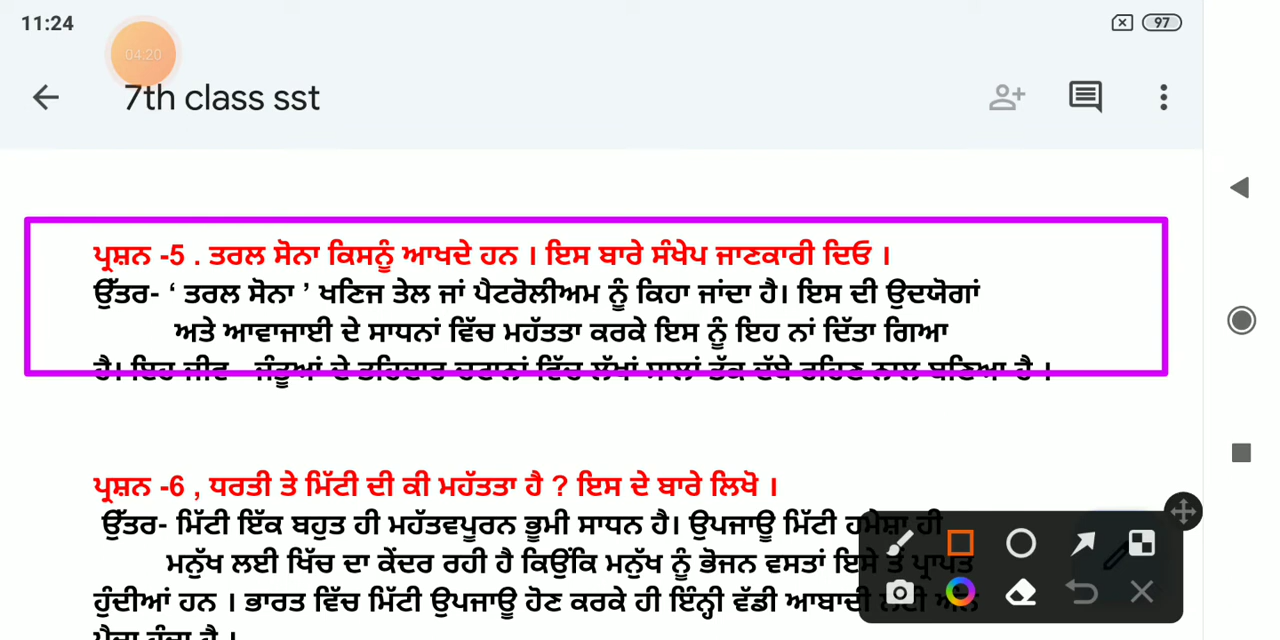 11:24
97
04:20
7th class sst
ਪ੍ਰਸ਼ਨ -5 . ਤਰਲ ਸੋਨਾ ਕਿਸਨੂੰ ਆਖਦੇ ਹਨ । ਇਸ ਬਾਰੇ ਸੰਖੇਪ ਜਾਣਕਾਰੀ ਦਿਓ ।
ਉੱਤਰ- ‘ ਤਰਲ ਸੋਨਾ ’ ਖਣਿਜ ਤੇਲ ਜਾਂ ਪੈਟਰੋਲੀਅਮ ਨੂੰ ਕਿਹਾ ਜਾਂਦਾ ਹੈ। ਇਸ ਦੀ ਉਦਯੋਗਾਂ
ਅਤੇ ਆਵਾਜਾਈ ਦੇ ਸਾਧਨਾਂ ਵਿੱਚ ਮਹੱਤਤਾ ਕਰਕੇ ਇਸ ਨੂੰ ਇਹ ਨਾਂ ਦਿੱਤਾ ਗਿਆ
ਹੈ। ਇਹ ਜੀਵ - ਜੰਤੂਆਂ ਦੇ ਤਹਿਦਾਰ ਚਟਾਨਾਂ ਵਿੱਚ ਲੱਖਾਂ ਸਾਲਾਂ ਤੱਕ ਦੱਬੇ ਰਹਿਣ ਨਾਲ ਬਣਿਆ ਹੈ ।
ਪ੍ਰਸ਼ਨ -6 , ਧਰਤੀ ਤੇ ਮਿੱਟੀ ਦੀ ਕੀ ਮਹੱਤਤਾ ਹੈ ? ਇਸ ਦੇ ਬਾਰੇ ਲਿਖੋ ।
ਉੱਤਰ- ਮਿੱਟੀ ਇੱਕ ਬਹੁਤ ਹੀ ਮਹੱਤਵਪੂਰਨ ਭੂਮੀ ਸਾਧਨ ਹੈ। ਉਪਜਾਊ ਮਿੱਟੀ ਹਮੇਸ਼ਾ ਹੀ
ਮਨੁੱਖ ਲਈ ਖਿੱਚ ਦਾ ਕੇਂਦਰ ਰਹੀ ਹੈ ਕਿਉਂਕਿ ਮਨੁੱਖ ਨੂੰ ਭੋਜਨ ਵਸਤਾਂ ਇਸੇ ਤੋਂ ਪ੍ਰਾਪਤ
ਹੁੰਦੀਆਂ ਹਨ । ਭਾਰਤ ਵਿੱਚ ਮਿੱਟੀ ਉਪਜਾਊ ਹੋਣ ਕਰਕੇ ਹੀ ਇੰਨ੍ਹੀ ਵੱਡੀ ਆਬਾਦੀ
ਪੈਦਾ ਹੁੰਦਾ ਹੈ ।